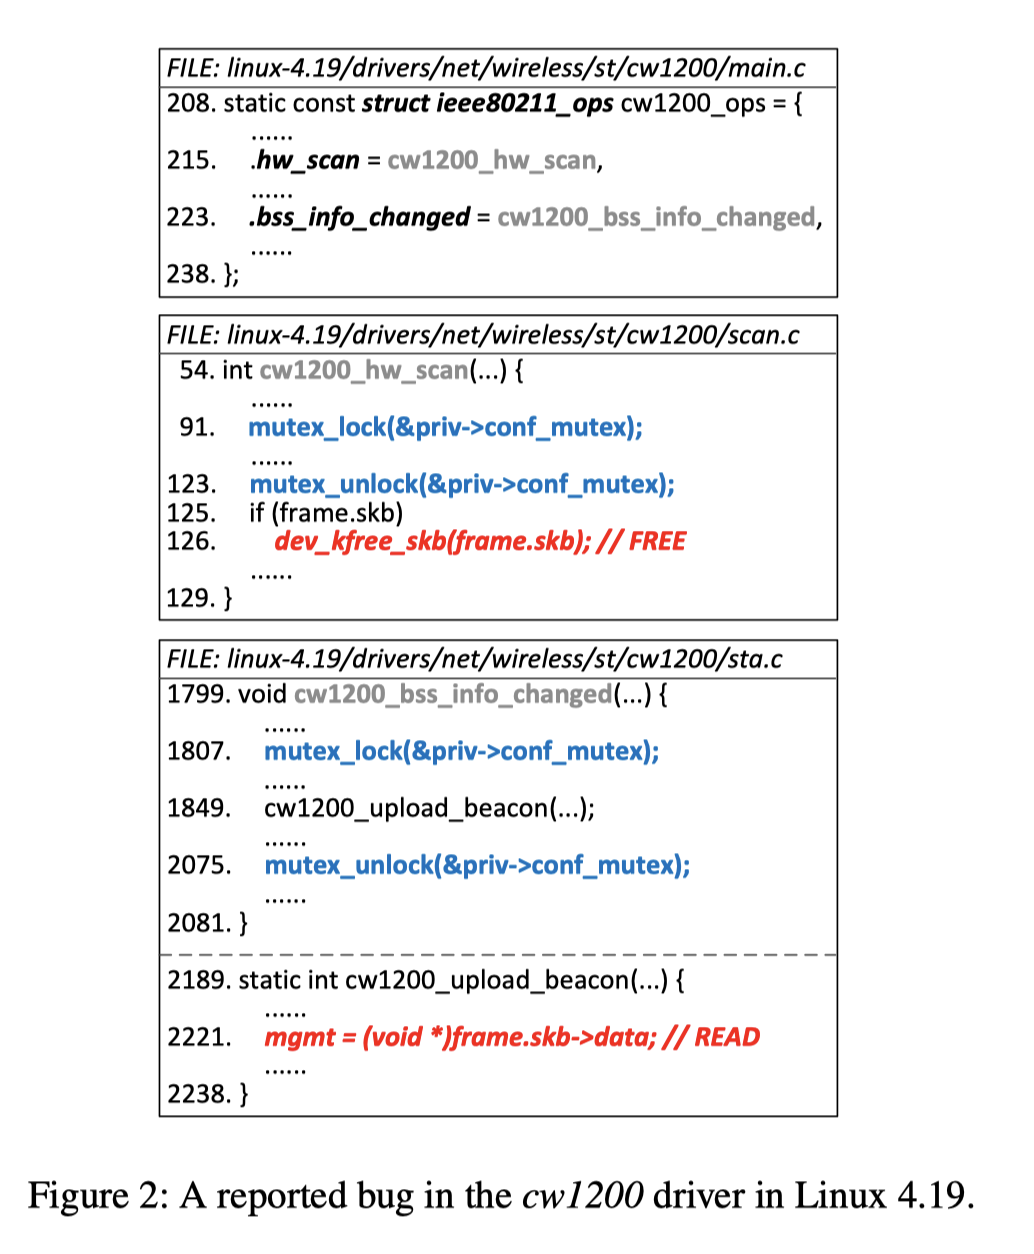 FILE: linux-4.19/drivers/net/wireless/st/cw1200/main.c
208. static const struct ieee80211_ops cw1200_ops = {
......
215. .hw_scan = cw1200_hw_scan,
......
223. .bss_info_changed = cw1200_bss_info_changed,
......
238. };
FILE: linux-4.19/drivers/net/wireless/st/cw1200/scan.c
54. int cw1200_hw_scan(...) {
......
91. mutex_lock(&priv->conf_mutex);
......
123. mutex_unlock(&priv->conf_mutex);
125. if (frame.skb)
126. dev_kfree_skb(frame.skb); // FREE
......
129. }
FILE: linux-4.19/drivers/net/wireless/st/cw1200/sta.c
1799. void cw1200_bss_info_changed(...) {
......
1807. mutex_lock(&priv->conf_mutex);
......
1849. cw1200_upload_beacon(...);
......
2075. mutex_unlock(&priv->conf_mutex);
......
2081. }
2189. static int cw1200_upload_beacon(...) {
......
2221. mgmt = (void *)frame.skb->data; // READ
......
2238. }
Figure 2: A reported bug in the cw1200 driver in Linux 4.19.